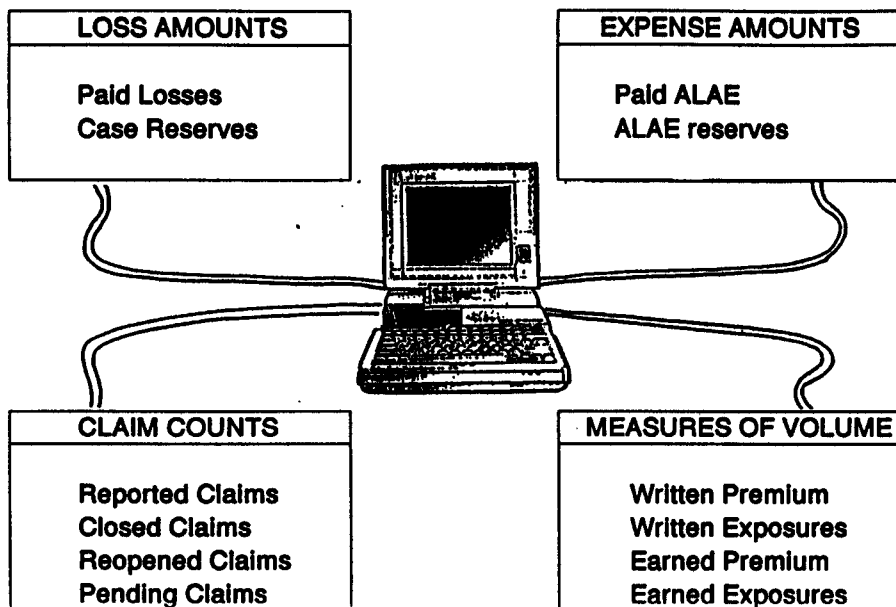 LOSS AMOUNTS
Paid Losses
Case Reserves
EXPENSE AMOUNTS
Paid ALAE
ALAE reserves
CLAIM COUNTS
Reported Claims
Closed Claims
Reopened Claims
Pending Claims
MEASURES OF VOLUME
Written Premium
Written Exposures
Earned Premium
Earned Exposures